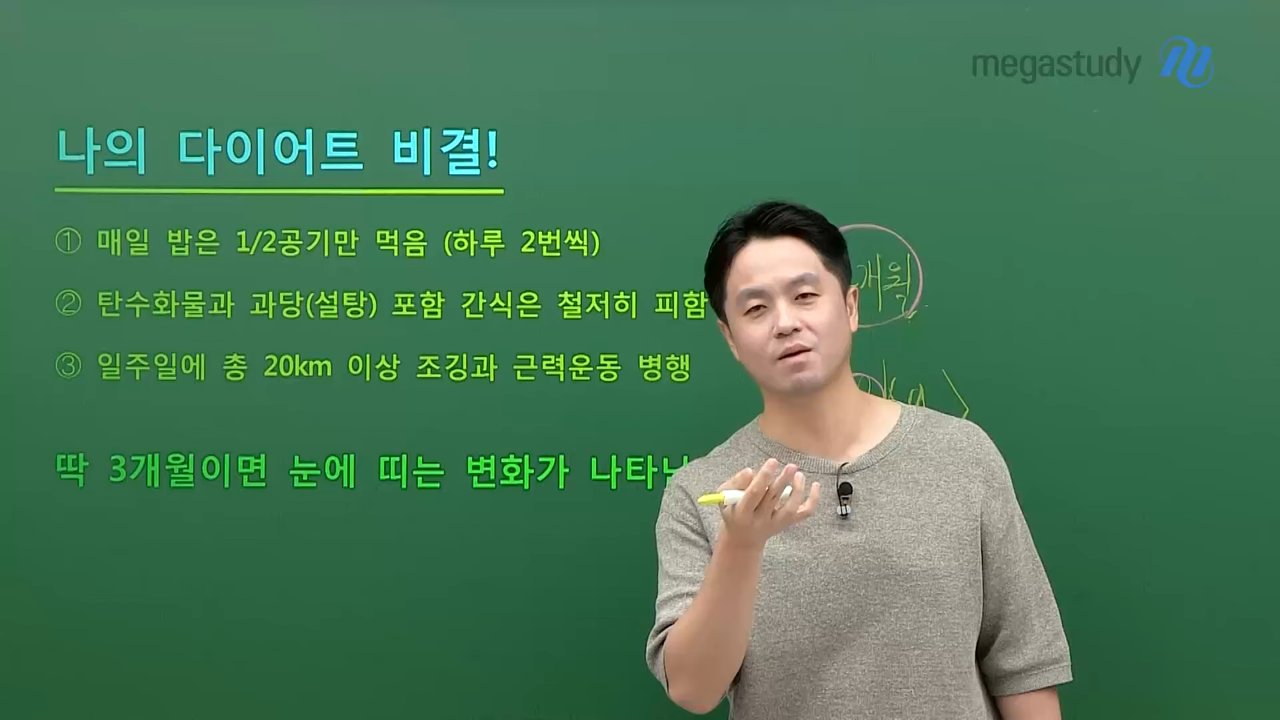 megastudy
나의 다이어트 비결!
① 매일 밥은 1/2공기만 먹음 (하루 2번씩)
② 탄수화물과 과당(설탕) 포함 간식은 철저히 피함
③ 일주일에 총 20km 이상 조깅과 근력운동 병행
딱 3개월이면 눈에 띠는 변화가
개월
kg